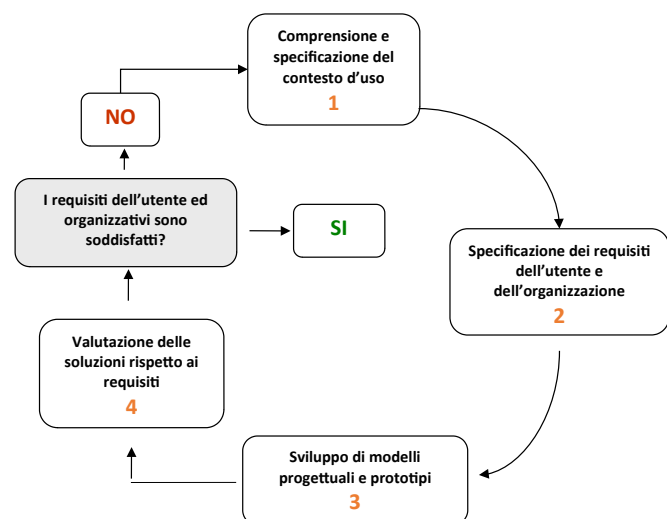 Comprensione e
specificazione del
contesto d’uso
1
NO
I requisiti dell’utente ed
organizzativi sono
soddisfatti?
SI
Specificazione dei requisiti
dell’utente e
dell’organizzazione
2
Valutazione delle
soluzioni rispetto ai
requisiti
4
Sviluppo di modelli
progettuali e prototipi
3